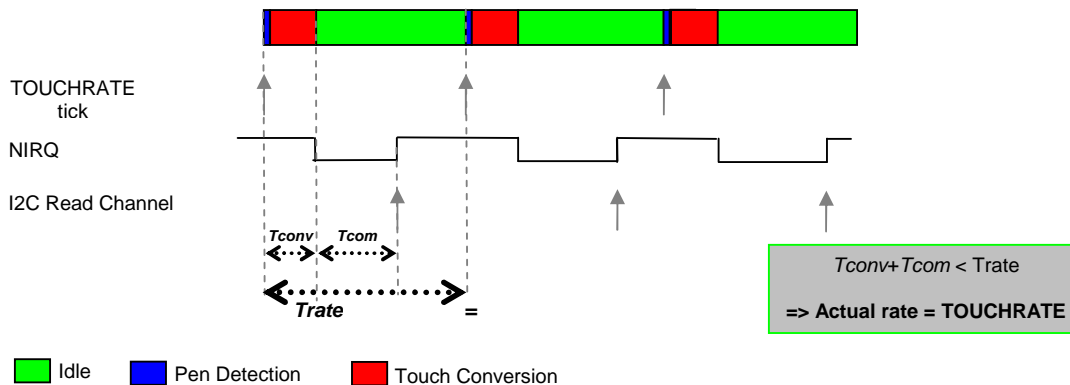 TOUCHRATE
tick
NIRQ
I2C Read Channel
Tconv Tcom
Trate =
Tconv+Tcom < Trate
=> Actual rate = TOUCHRATE
Idle Pen Detection Touch Conversion